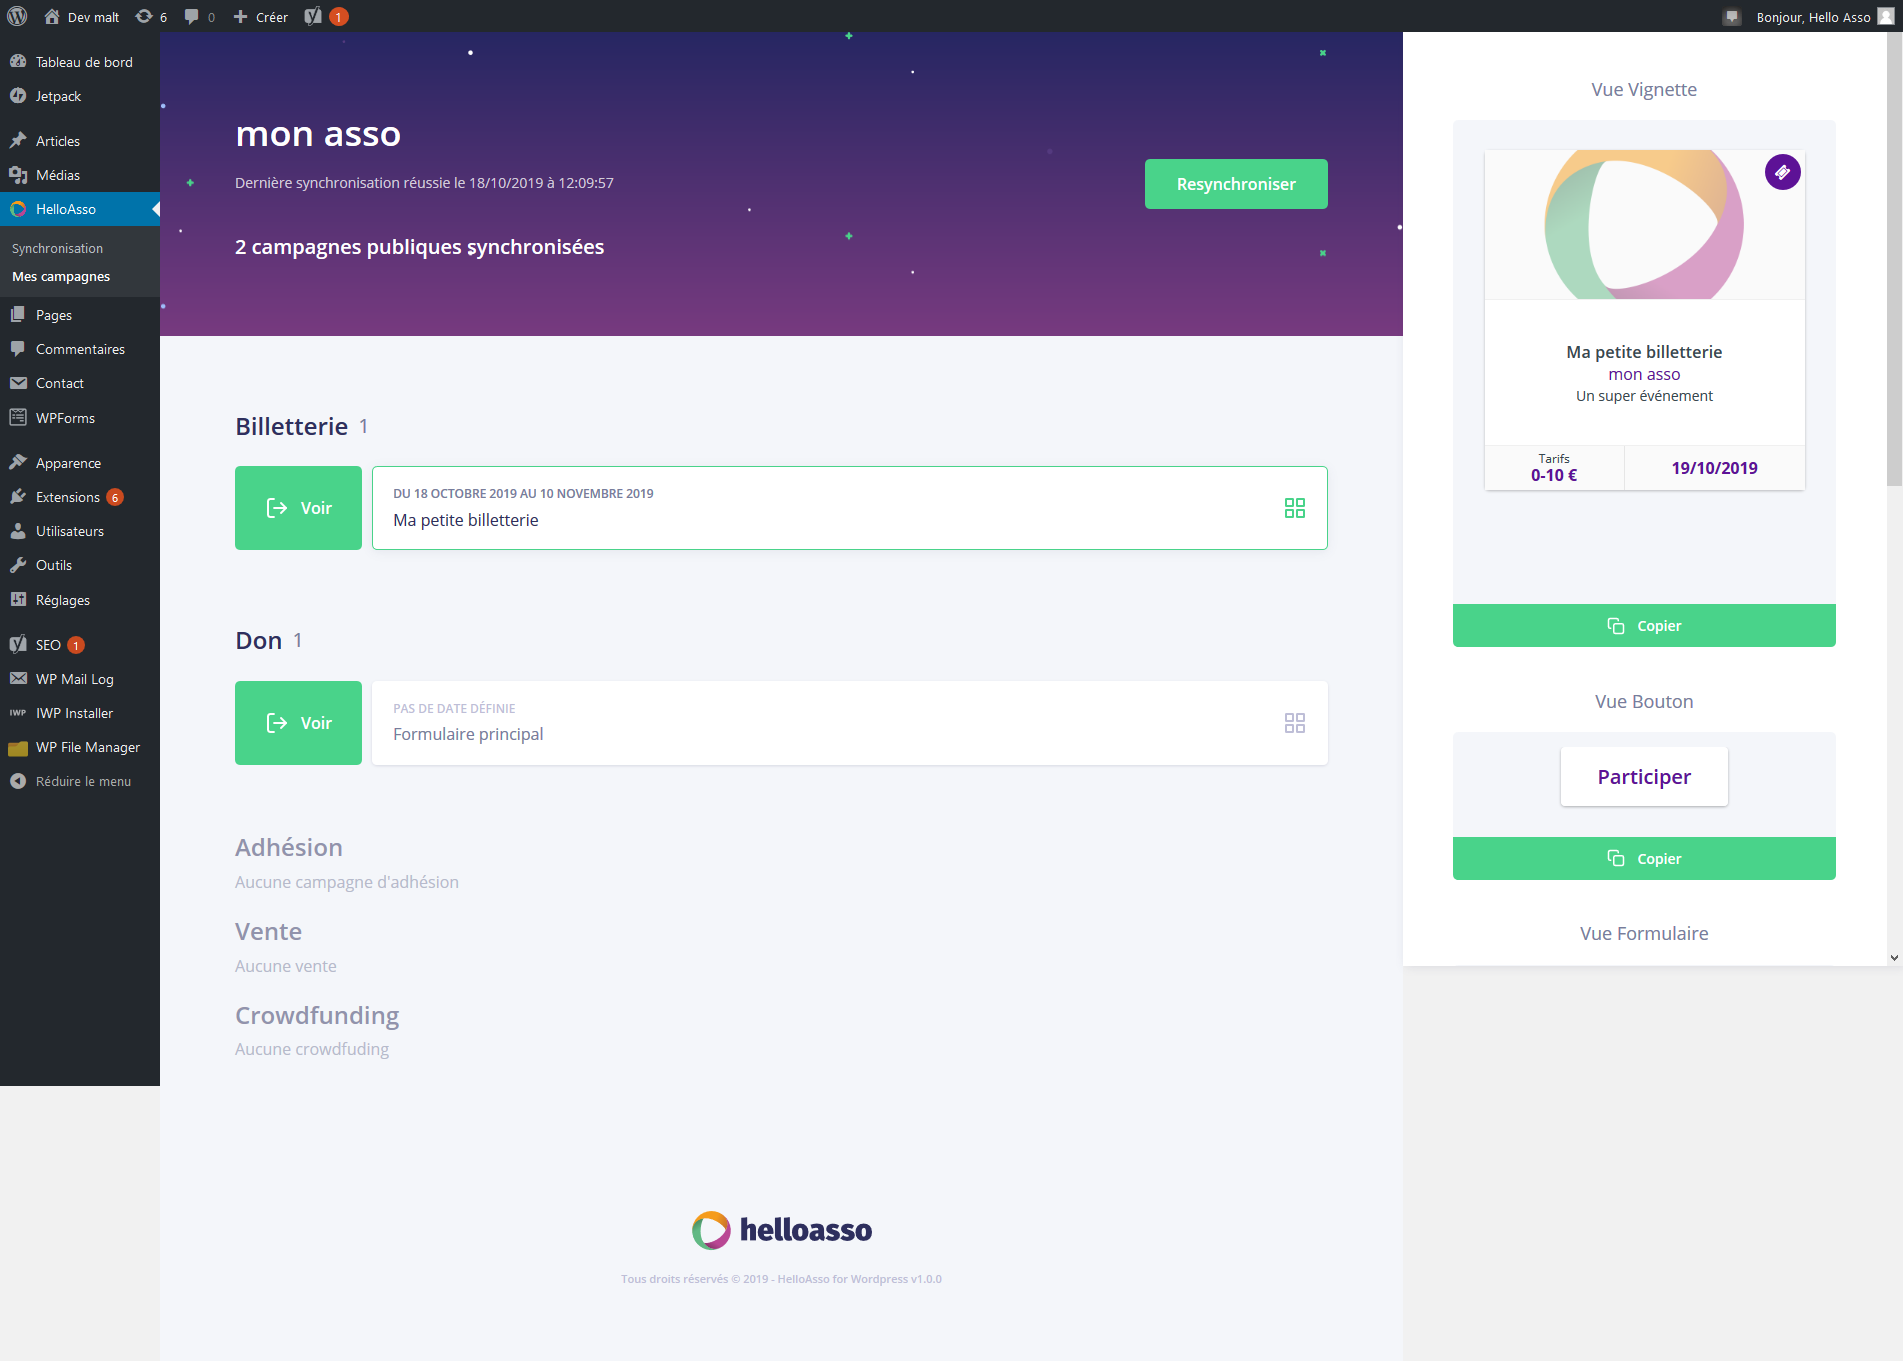 Dev malt
6
0
Créer
1
Bonjour, Hello Asso
Tableau de bord
Jetpack
Articles
Médias
HelloAsso
Synchronisation
Mes campagnes
Pages
Commentaires
Contact
WPForms
Apparence
Extensions 6
Utilisateurs
Outils
Réglages
SEO 1
WP Mail Log
IWP IWP Installer
WP File Manager
Réduire le menu
mon asso
Dernière synchronisation réussie le 18/10/2019 à 12:09:57
Resynchroniser
2 campagnes publiques synchronisées
Billetterie 1
Voir
DU 18 OCTOBRE 2019 AU 10 NOVEMBRE 2019
Ma petite billetterie
Don 1
Voir
PAS DE DATE DÉFINIE
Formulaire principal
Adhésion
Aucune campagne d'adhésion
Vente
Aucune vente
Crowdfunding
Aucune crowdfuding
helloasso
Tous droits réservés © 2019 - HelloAsso for Wordpress v1.0.0
Vue Vignette
Ma petite billetterie
mon asso
Un super événement
Tarifs
0-10 €
19/10/2019
Copier
Vue Bouton
Participer
Copier
Vue Formulaire